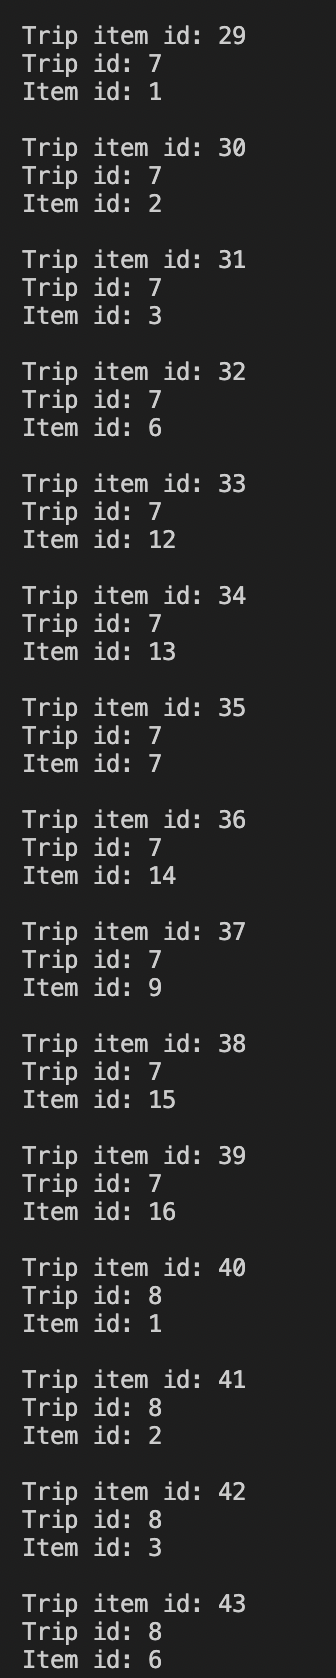 Trip item id: 29
Trip id: 7
Item id: 1

Trip item id: 30
Trip id: 7
Item id: 2

Trip item id: 31
Trip id: 7
Item id: 3

Trip item id: 32
Trip id: 7
Item id: 6

Trip item id: 33
Trip id: 7
Item id: 12

Trip item id: 34
Trip id: 7
Item id: 13

Trip item id: 35
Trip id: 7
Item id: 7

Trip item id: 36
Trip id: 7
Item id: 14

Trip item id: 37
Trip id: 7
Item id: 9

Trip item id: 38
Trip id: 7
Item id: 15

Trip item id: 39
Trip id: 7
Item id: 16

Trip item id: 40
Trip id: 8
Item id: 1

Trip item id: 41
Trip id: 8
Item id: 2

Trip item id: 42
Trip id: 8
Item id: 3

Trip item id: 43
Trip id: 8
Item id: 6